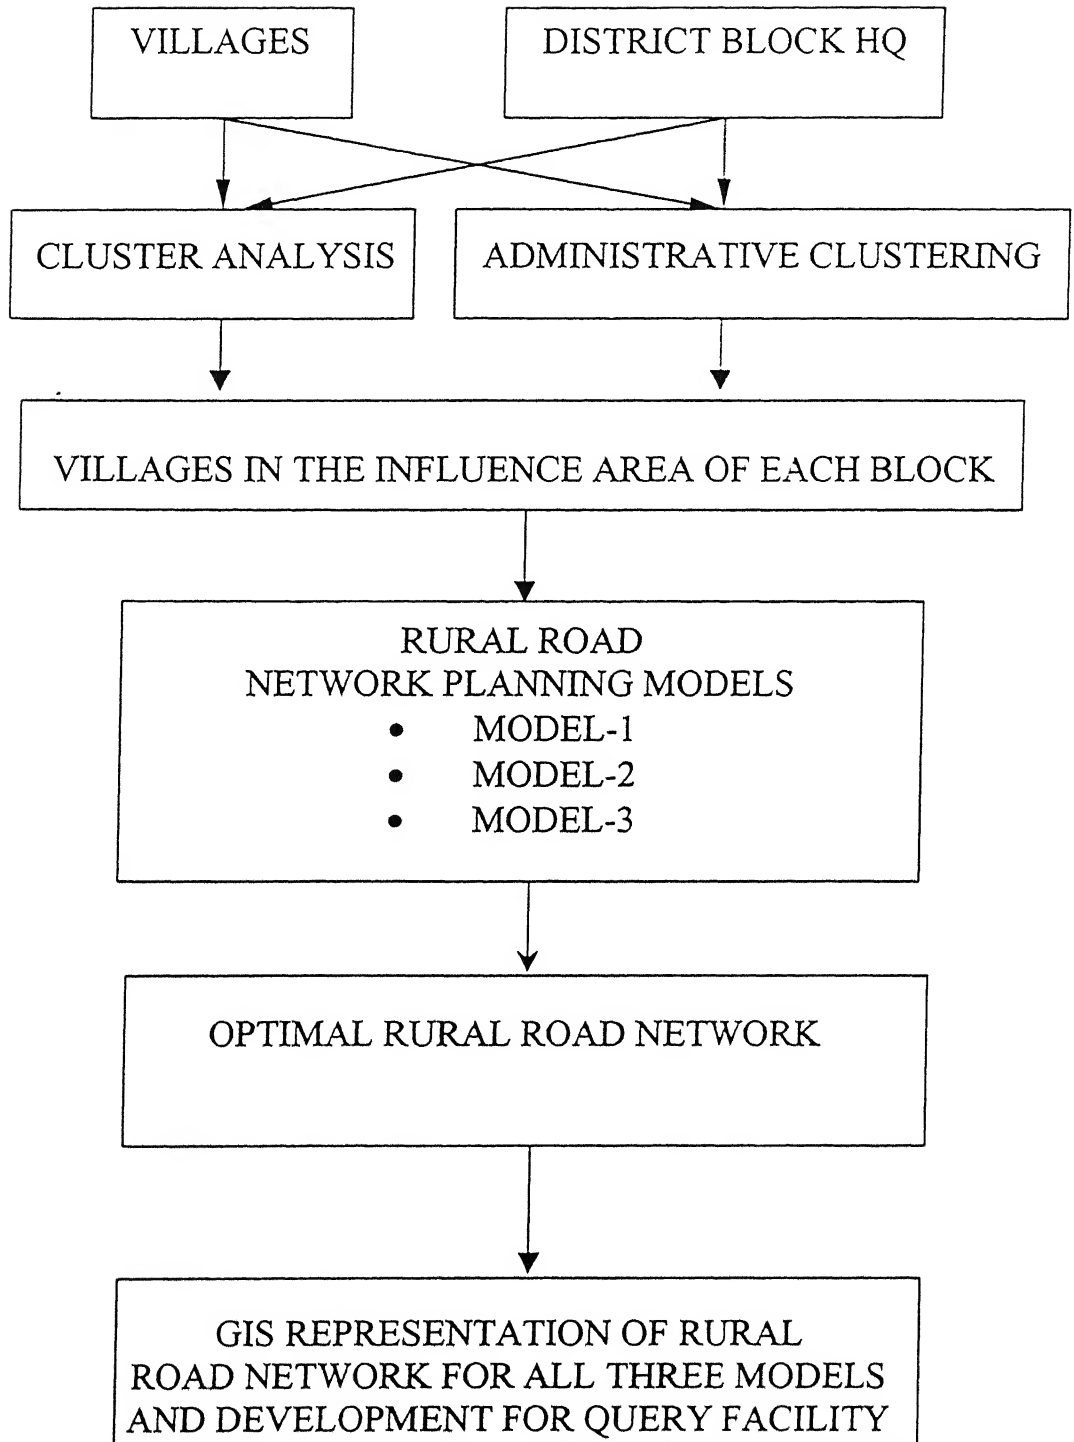 VILLAGES
DISTRICT BLOCK HQ
CLUSTER ANALYSIS
ADMINISTRATIVE CLUSTERING
VILLAGES IN THE INFLUENCE AREA OF EACH BLOCK
RURAL ROAD
NETWORK PLANNING MODELS
• MODEL-1
• MODEL-2
• MODEL-3
OPTIMAL RURAL ROAD NETWORK
GIS REPRESENTATION OF RURAL
ROAD NETWORK FOR ALL THREE MODELS
AND DEVELOPMENT FOR QUERY FACILITY